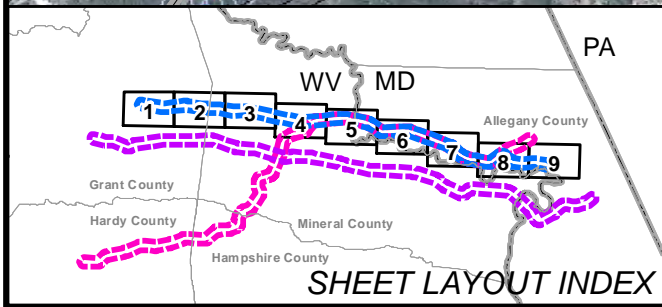 PA
WV MD
Allegany County
1 2 3 4 5 6 7 8 9
Grant County
Hardy County
Mineral County
Hampshire County
SHEET LAYOUT INDEX